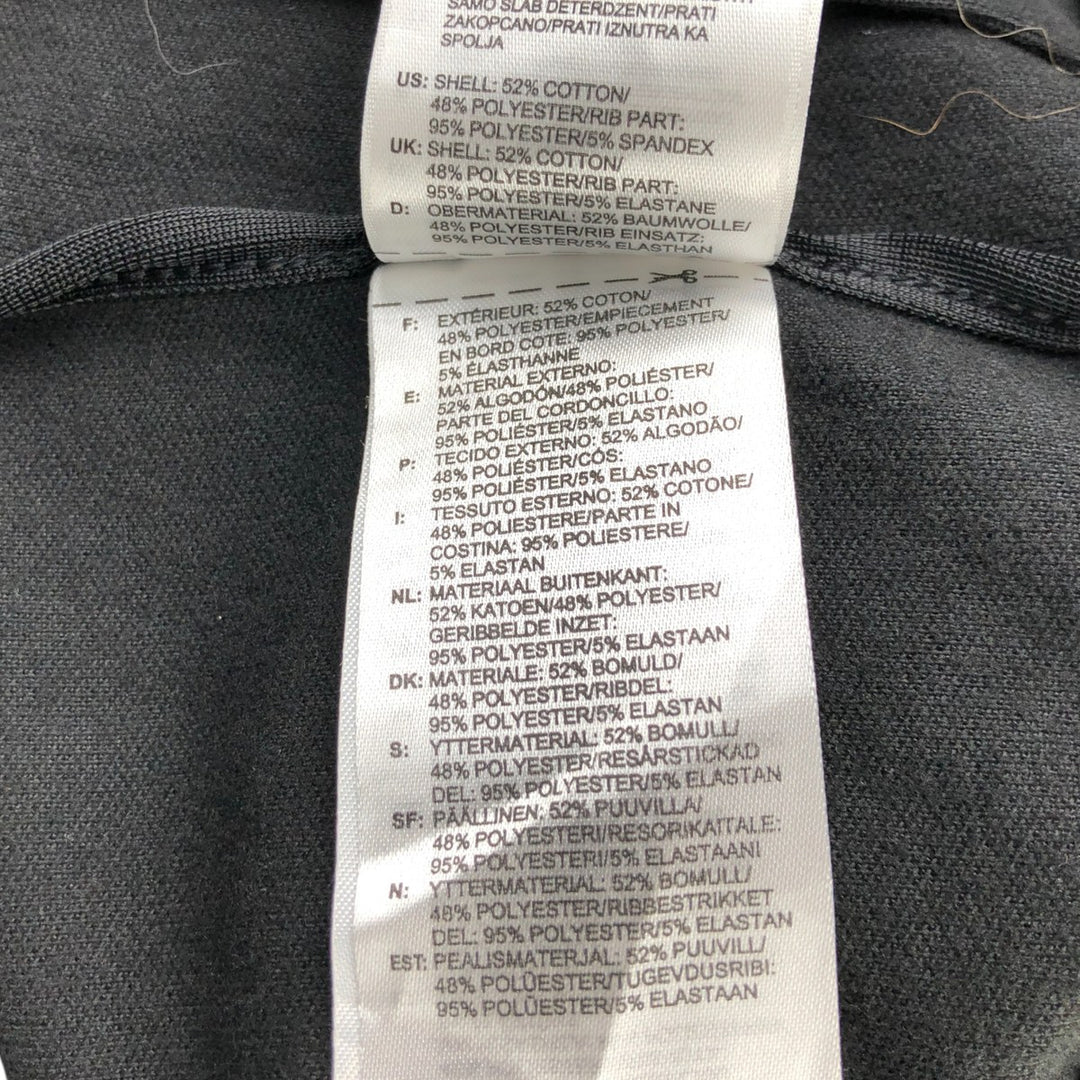 SAMO SLAB DETERDZENT/PRATI
ZAKOPCANO/PRATI IZNUTRA KA
SPOLJA
US: SHELL: 52% COTTON/
48% POLYESTER/RIB PART:
95% POLYESTER/5% SPANDEX
UK: SHELL: 52% COTTON/
48% POLYESTER/RIB PART:
95% POLYESTER/5% ELASTANE
D: OBERMATERIAL: 52% BAUMWOLLE/
48% POLYESTER/RIB EINSATZ:
95% POLYESTER/5% ELASTHAN
F: EXTÉRIEUR: 52% COTON/
48% POLYESTER/EMPIECEMENT
EN BORD COTE: 95% POLYESTER/
5% ÉLASTHANNE
E: MATERIAL EXTERNO:
52% ALGODÓN/48% POLIÉSTER/
PARTE DEL CORDONCILLO:
95% POLIÉSTER/5% ELASTANO
P: TECIDO EXTERNO: 52% ALGODÃO/
48% POLIÉSTER/CÓS:
95% POLIÉSTER/5% ELASTANO
I: TESSUTO ESTERNO: 52% COTONE/
48% POLIESTERE/PARTE IN
COSTINA: 95% POLIESTERE/
5% ELASTAN
NL: MATERIAAL BUITENKANT:
52% KATOEN/48% POLYESTER/
GERIBBELDE INZET:
95% POLYESTER/5% ELASTAAN
DK: MATERIALE: 52% BOMULD/
48% POLYESTER/RIBDEL:
95% POLYESTER/5% ELASTAN
S: YTTERMATERIAL: 52% BOMULL/
48% POLYESTER/RESÅRSTICKAD
DEL: 95% POLYESTER/5% ELASTAN
SF: PÄÄLLINEN: 52% PUUVILLA/
48% POLYESTERI/RESORIKAITALE:
95% POLYESTERI/5% ELASTAANI
N: YTTERMATERIAL: 52% BOMULL/
48% POLYESTER/RIBBESTRIKKET
DEL: 95% POLYESTER/5% ELASTAN
EST: PEALISMATERJAL: 52% PUUVILL/
48% POLÜESTER/TUGEVDUSRIBI:
95% POLÜESTER/5% ELASTAAN